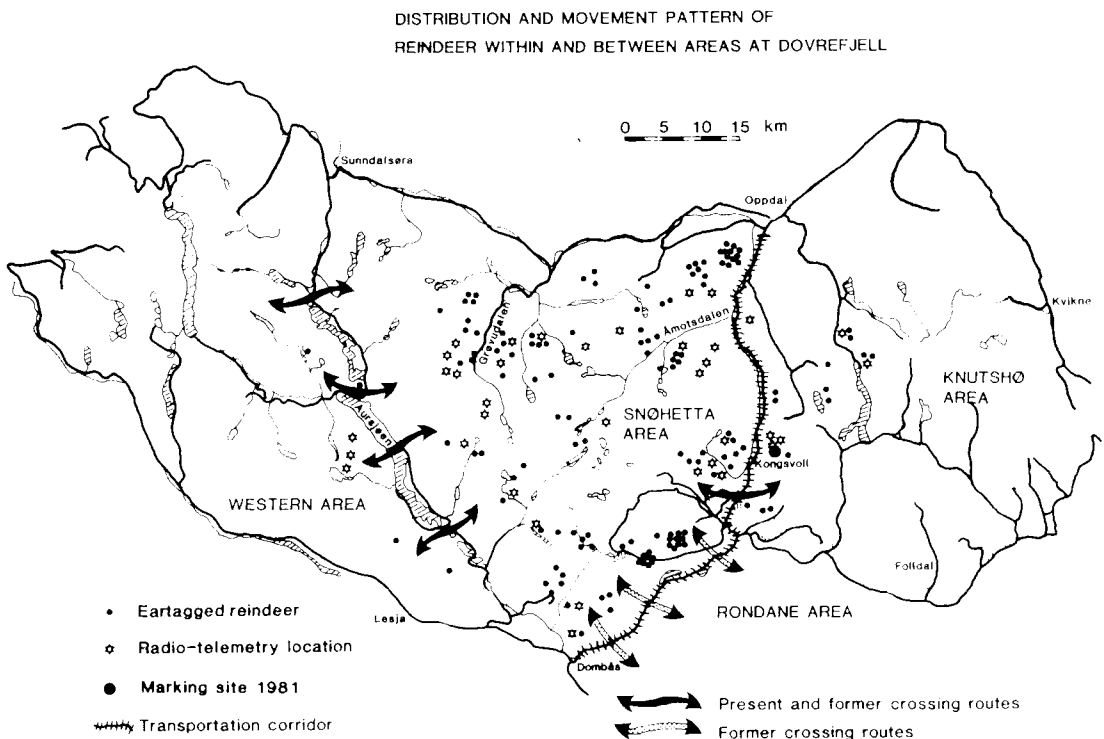 DISTRIBUTION AND MOVEMENT PATTERN OF
REINDEER WITHIN AND BETWEEN AREAS AT DOVREFJELL
0 5 10 15 km
Sunndalsøra
Oppdal
Kvikne
Grøvudalen
Åmotsdalen
KNUTSHØ
AREA
SNØHETTA
AREA
Aursjøen
Kongsvoll
WESTERN AREA
Folldal
RONDANE AREA
Lesja
Dombås
Eartagged reindeer
Radio-telemetry location
Marking site 1981
Transportation corridor
Present and former crossing routes
Former crossing routes